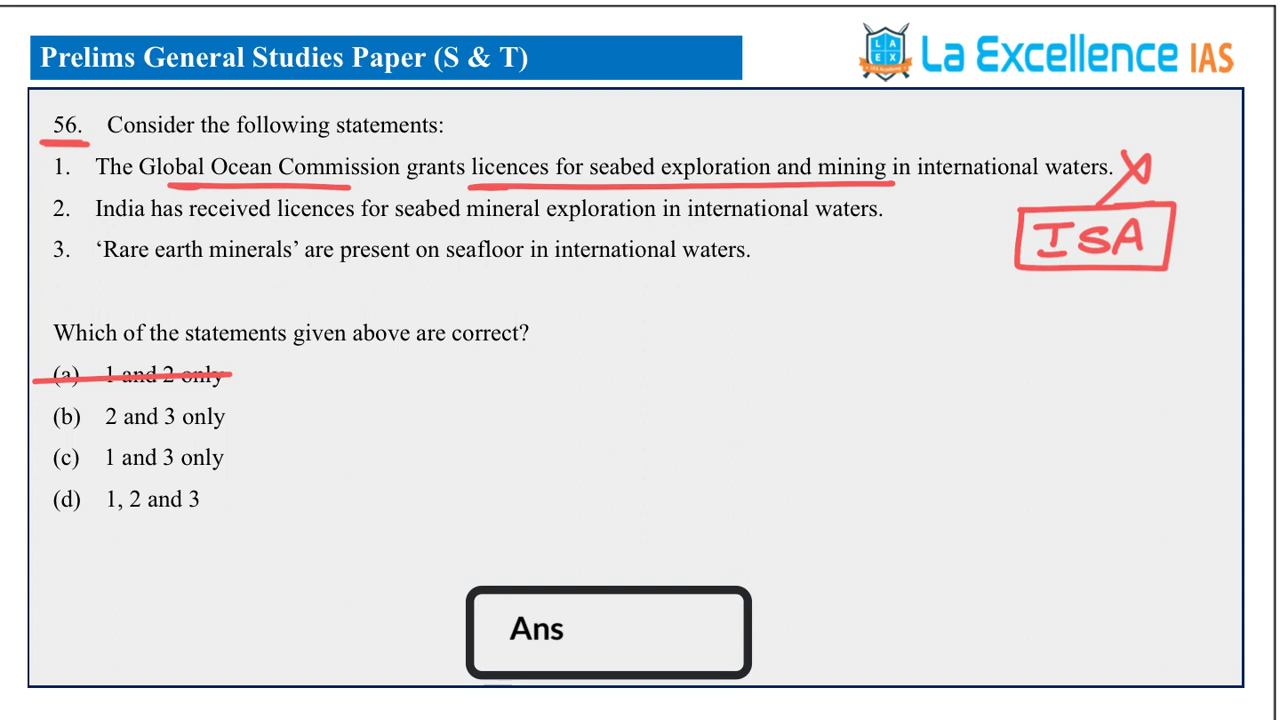 Prelims General Studies Paper (S & T)
LA
EX
La Excellence IAS
56. Consider the following statements:
1. The Global Ocean Commission grants licences for seabed exploration and mining in international waters.
2. India has received licences for seabed mineral exploration in international waters.
3. ‘Rare earth minerals’ are present on seafloor in international waters.
ISA
Which of the statements given above are correct?
(a) 1 and 2 only
(b) 2 and 3 only
(c) 1 and 3 only
(d) 1, 2 and 3
Ans